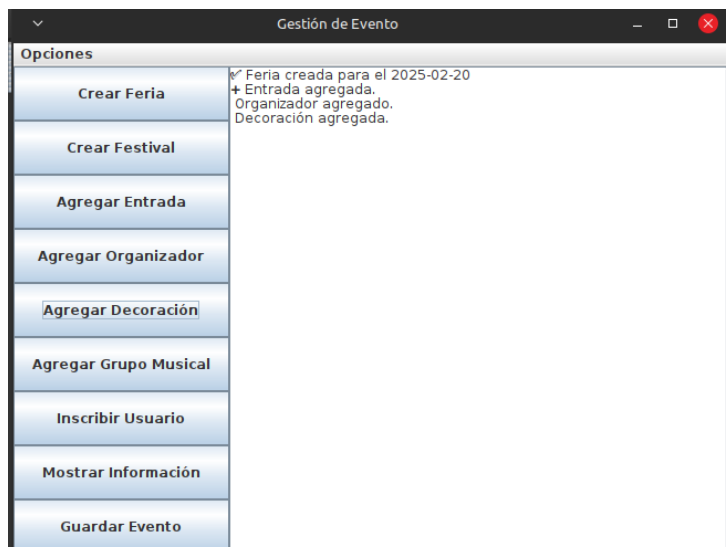 Gestión de Evento
Opciones
Crear Feria
Crear Festival
Agregar Entrada
Agregar Organizador
Agregar Decoración
Agregar Grupo Musical
Inscribir Usuario
Mostrar Información
Guardar Evento
✅ Feria creada para el 2025-02-20
+ Entrada agregada.
Organizador agregado.
Decoración agregada.